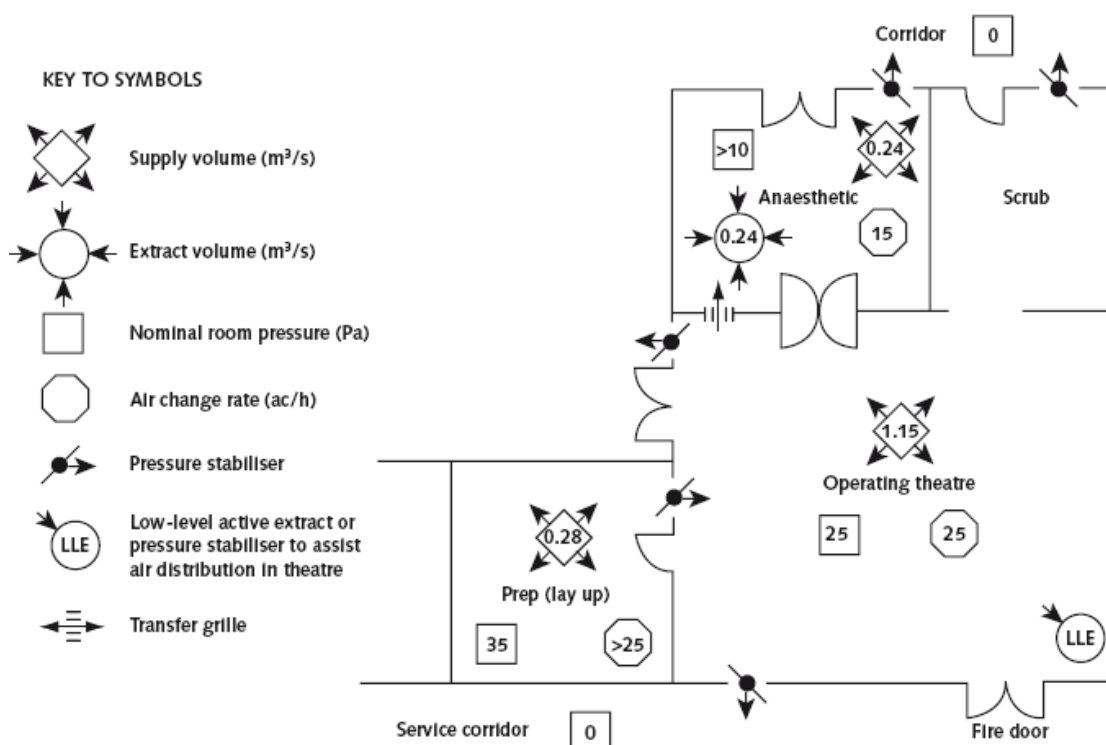 KEY TO SYMBOLS
Supply volume (m³/s)
Extract volume (m³/s)
Nominal room pressure (Pa)
Air change rate (ac/h)
Pressure stabiliser
LLE
Low-level active extract or
pressure stabiliser to assist
air distribution in theatre
Transfer grille
Corridor
0
>10
0.24
Anaesthetic
Scrub
0.24
15
1.15
Operating theatre
25
25
0.28
Prep (lay up)
35
>25
LLE
Service corridor
0
Fire door